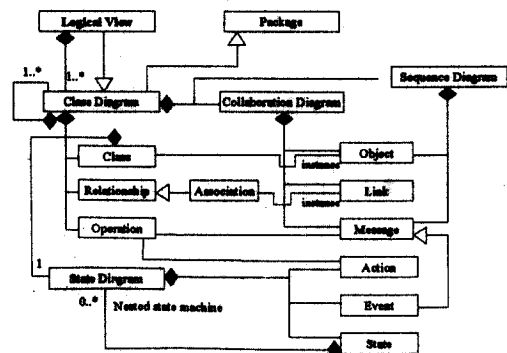 Logical View
Package
1..*
1..*
Sequence Diagram
Class Diagram
Collaboration Diagram
Class
Object
instance
Relationship
Association
Link
instance
Operation
Message
Action
1
State Diagram
0..*
Nested state machine
Event
State